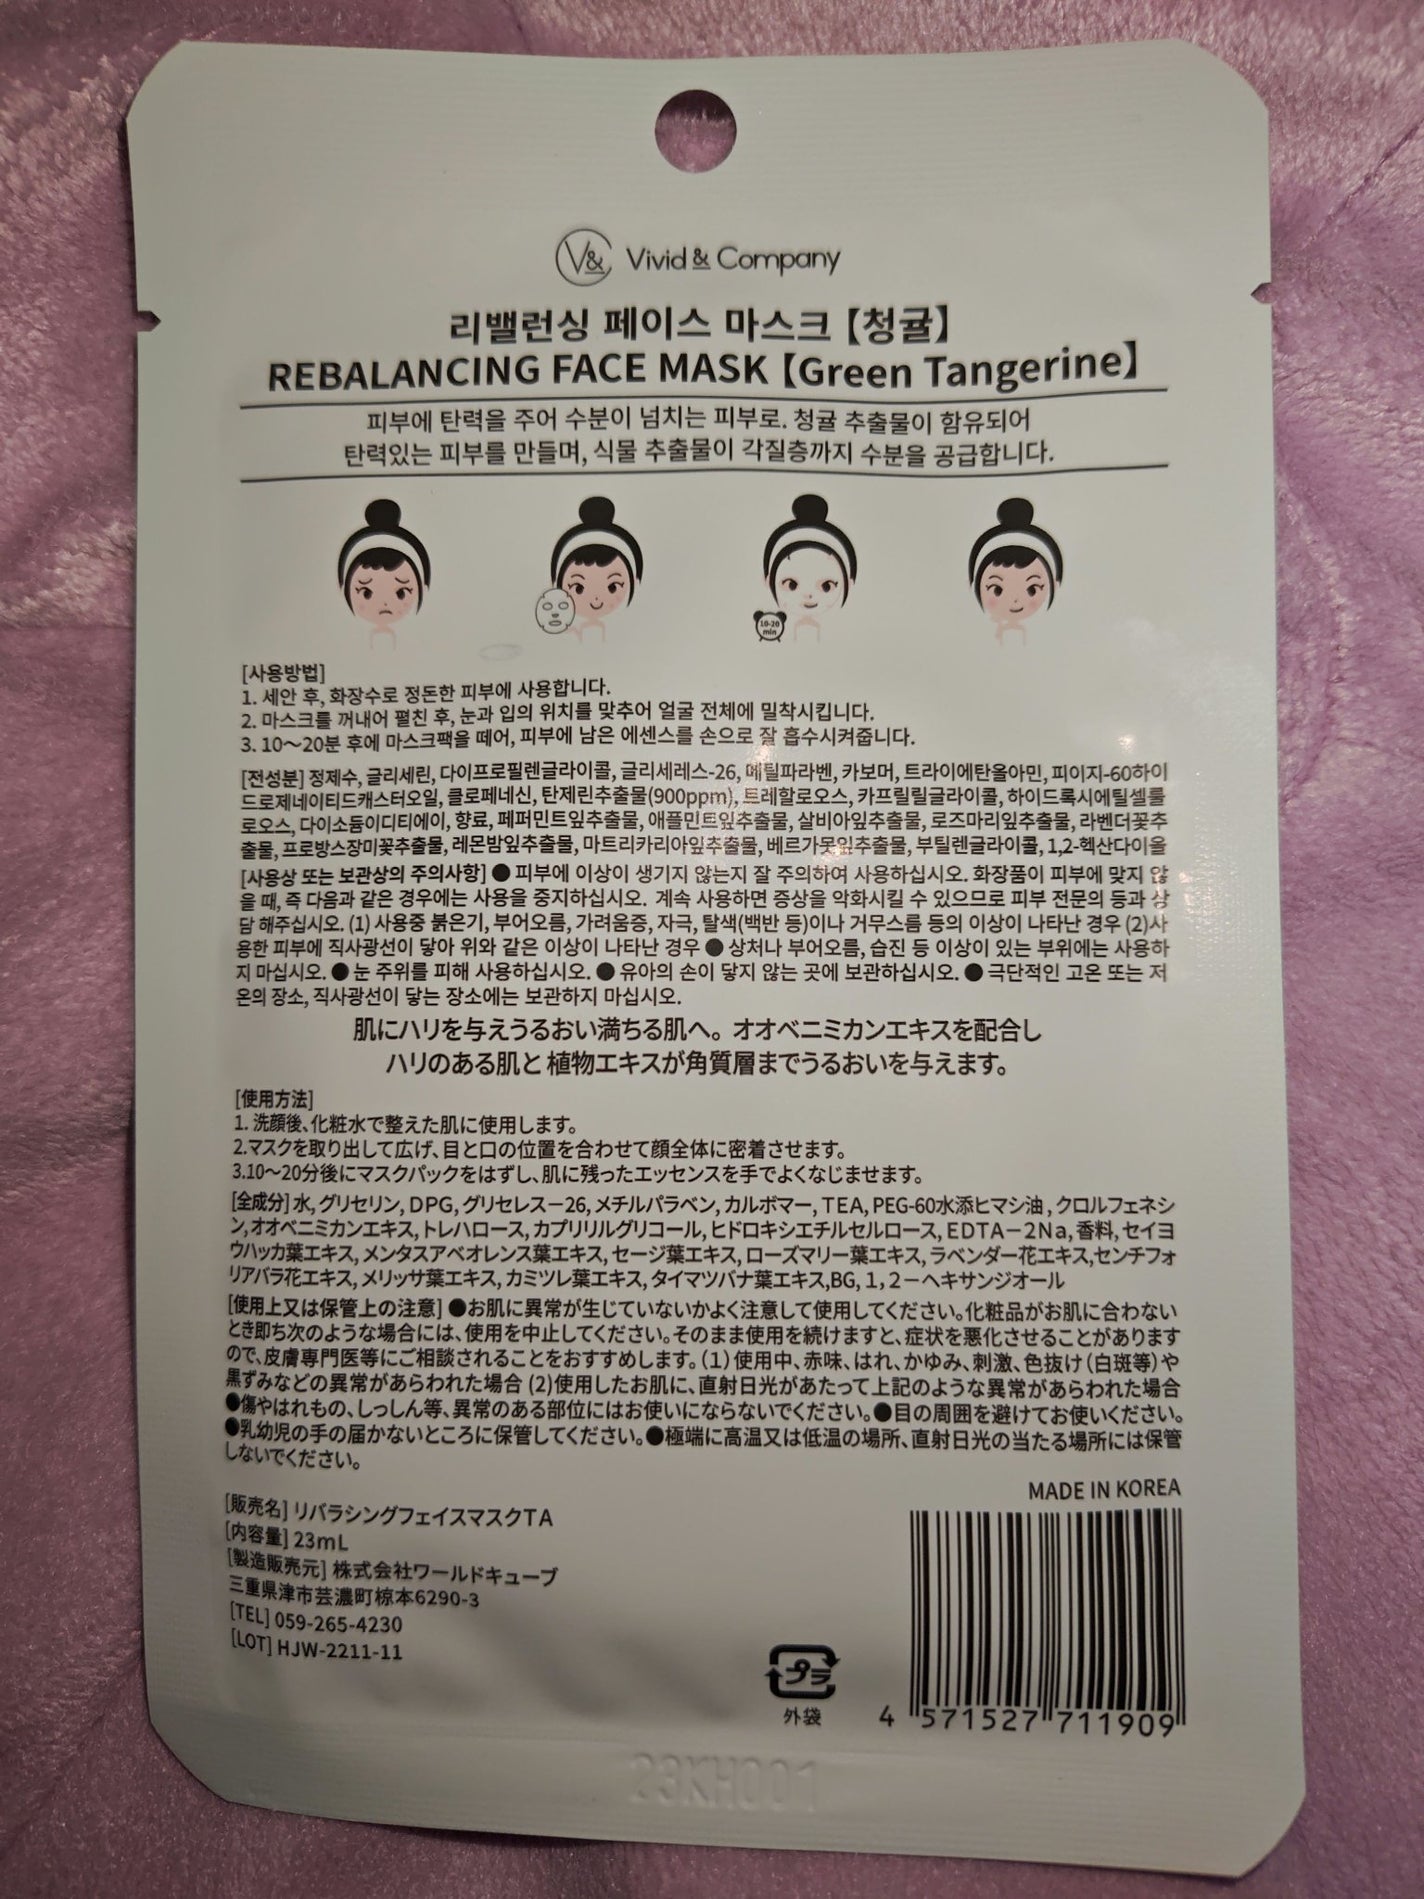 V& Vivid & Company
리밸런싱 페이스 마스크【청귤】
REBALANCING FACE MASK【Green Tangerine】
피부에 탄력을 주어 수분이 넘치는 피부로. 청귤 추출물이 함유되어
탄력있는 피부를 만들며, 식물 추출물이 각질층까지 수분을 공급합니다.
10-20
min
[사용방법]
1. 세안 후, 화장수로 정돈한 피부에 사용합니다.
2. 마스크를 꺼내어 펼친 후, 눈과 입의 위치를 맞추어 얼굴 전체에 밀착시킵니다.
3. 10～20분 후에 마스크팩을 떼어, 피부에 남은 에센스를 손으로 잘 흡수시켜줍니다.
[전성분] 정제수, 글리세린, 다이프로필렌글라이콜, 글리세레스-26, 메틸파라벤, 카보머, 트라이에탄올아민, 피이지-60하이
드로제네이티드캐스터오일, 클로페네신, 탄제린추출물(900ppm), 트레할로오스, 카프릴릴글라이콜, 하이드록시에틸셀룰
로오스, 다이소듐이디티에이, 향료, 페퍼민트잎추출물, 애플민트잎추출물, 살비아잎추출물, 로즈마리잎추출물, 라벤더꽃추
출물, 프로방스장미꽃추출물, 레몬밤잎추출물, 마트리카리아잎추출물, 베르가못잎추출물, 부틸렌글라이콜, 1,2-헥산다이올
[사용상 또는 보관상의 주의사항] ● 피부에 이상이 생기지 않는지 잘 주의하여 사용하십시오. 화장품이 피부에 맞지 않
을 때, 즉 다음과 같은 경우에는 사용을 중지하십시오. 계속 사용하면 증상을 악화시킬 수 있으므로 피부 전문의 등과 상
담 해주십시오. (1) 사용중 붉은기, 부어오름, 가려움증, 자극, 탈색(백반 등)이나 거무스름 등의 이상이 나타난 경우 (2)사
용한 피부에 직사광선이 닿아 위와 같은 이상이 나타난 경우 ● 상처나 부어오름, 습진 등 이상이 있는 부위에는 사용하
지 마십시오. ● 눈 주위를 피해 사용하십시오. ● 유아의 손이 닿지 않는 곳에 보관하십시오. ● 극단적인 고온 또는 저
온의 장소, 직사광선이 닿는 장소에는 보관하지 마십시오.
肌にハリを与えうるおい満ちる肌へ。オオベニミカンエキスを配合し
ハリのある肌と植物エキスが角質層までうるおいを与えます。
[使用方法]
1. 洗顔後、化粧水で整えた肌に使用します。
2.マスクを取り出して広げ、目と口の位置を合わせて顔全体に密着させます。
3.10～20分後にマスクパックをはずし、肌に残ったエッセンスを手でよくなじませます。
[全成分] 水, グリセリン, DPG, グリセレス－26, メチルパラベン, カルボマー, TEA, PEG-60水添ヒマシ油, クロルフェネシ
ン, オオベニミカンエキス, トレハロース, カプリリルグリコール, ヒドロキシエチルセルロース, EDTA－2Na, 香料, セイヨ
ウハッカ葉エキス, メンタスアベオレンス葉エキス, セージ葉エキス, ローズマリー葉エキス, ラベンダー花エキス, センチフォ
リアバラ花エキス, メリッサ葉エキス, カミツレ葉エキス, タイマツバナ葉エキス,BG, 1, 2－ヘキサンジオール
[使用上又は保管上の注意] ●お肌に異常が生じていないかよく注意して使用してください。化粧品がお肌に合わない
とき即ち次のような場合には、使用を中止してください。そのまま使用を続けますと、症状を悪化させることがあります
ので、皮膚専門医等にご相談されることをおすすめします。(1) 使用中、赤味、はれ、かゆみ、刺激、色抜け(白斑等)や
黒ずみなどの異常があらわれた場合 (2)使用したお肌に、直射日光があたって上記のような異常があらわれた場合
●傷やはれもの、しっしん等、異常のある部位にはお使いにならないでください。●目の周囲を避けてお使いください。
●乳幼児の手の届かないところに保管してください。●極端に高温又は低温の場所、直射日光の当たる場所には保管
しないでください。
MADE IN KOREA
[販売名] リバラシングフェイスマスクTA
[内容量] 23mL
[製造販売元] 株式会社ワールドキューブ
三重県津市芸濃町椋本6290-3
[TEL] 059-265-4230
[LOT] HJW-2211-11
プラ
外袋
4 571527 711909
23KH001